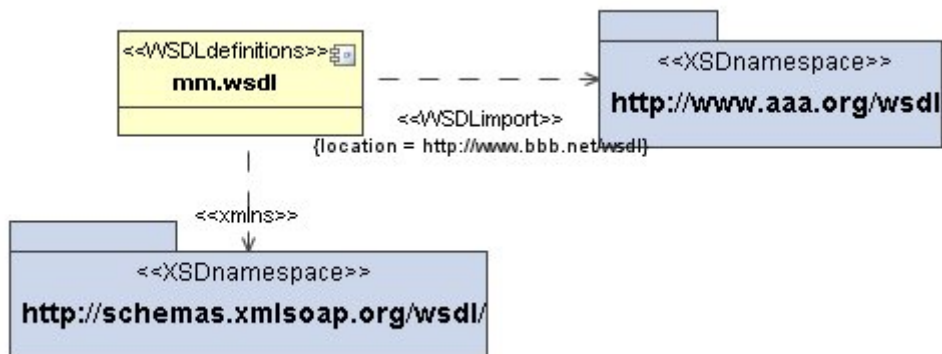 <<WSDLdefinitions>>
mm.wsdl
<<XSDnamespace>>
http://www.aaa.org/wsdl
<<WSDLimport>>
{location = http://www.bbb.net/wsdl}
<<xmlns>>
<<XSDnamespace>>
http://schemas.xmlsoap.org/wsdl/